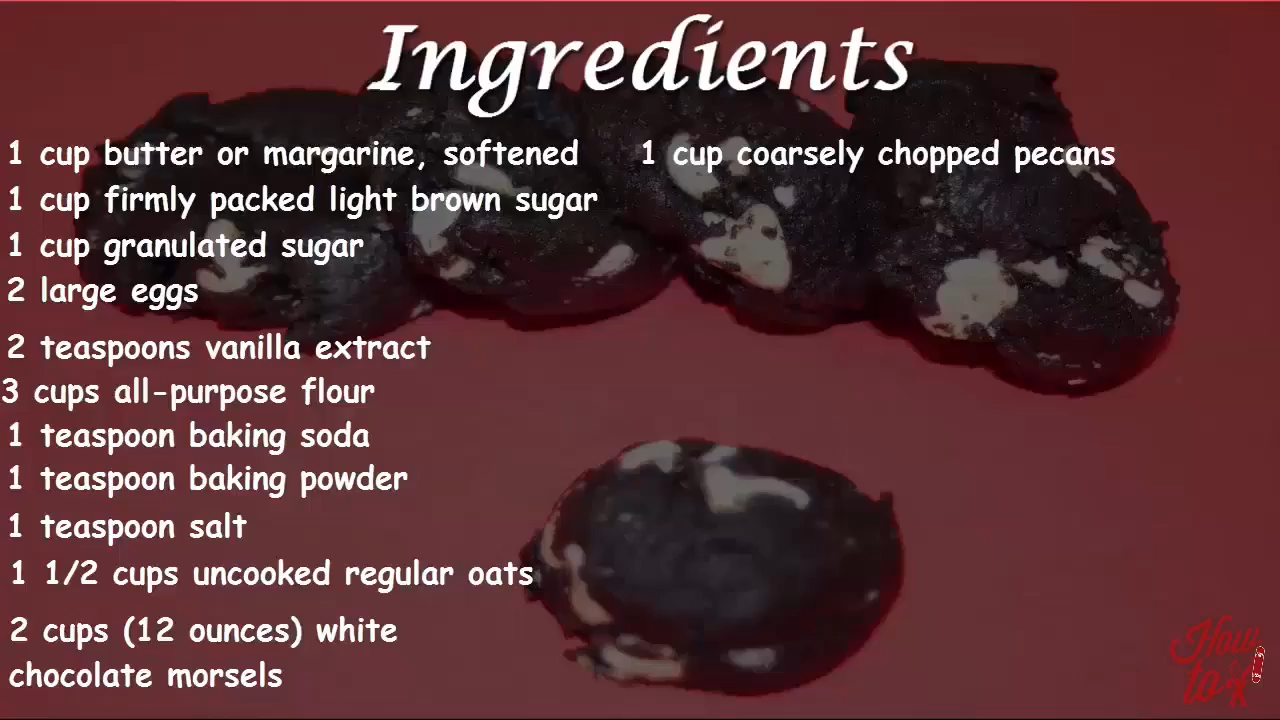 Ingredients
1 cup butter or margarine, softened
1 cup firmly packed light brown sugar
1 cup granulated sugar
2 large eggs
2 teaspoons vanilla extract
3 cups all-purpose flour
1 teaspoon baking soda
1 teaspoon baking powder
1 teaspoon salt
1 1/2 cups uncooked regular oats
2 cups (12 ounces) white
chocolate morsels
1 cup coarsely chopped pecans
How
to